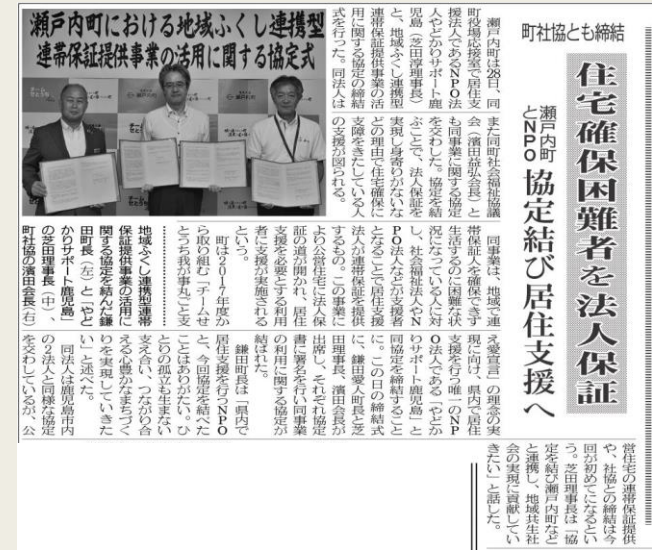 町社協とも締結
住宅確保困難者を法人保証
瀬戸内町
とNPO
協定結び居住支援へ
瀬戸内町における地域ふくし連携型
連帯保証提供事業の活用に関する協定式
瀬戸内町は28日、同
町役場応接室で居住支
援法人であるNPO法
人やどかりサポート鹿
児島(芝田淳理事長)
と、地域ふくし連携型
連帯保証提供事業の活
用に関する協定の締結
式を行った。同法人は
また同町社会福祉協議
会(濱田益弘会長)と
も同事業に関する協定
を交わした。協定を結
ぶことで、法人保証を
実現し身寄りがないな
どの理由で住宅確保に
支障をきたしている人
の支援が図られる。
同事業は、地域で連
帯保証人を確保できず
生活するのに困難な状
況になっている人に対
し、社会福祉法人やN
PO法人などが支援者
となることで居住支援
法人が連帯保証を提供
するもの。この事業に
より公営住宅に法人保
証の道が開かれ、居住
支援を必要とする利用
者に支援が実施される
という。
町は2017年度か
ら取り組む「チームせ
とうち我が事丸ごと支
え愛宣言」の理念の実
現に向け、県内で居住
支援を行う唯一のNP
O法人である「やどか
りサポート鹿児島」と
同協定を締結すること
に。この日の締結式
に、鎌田愛人町長と芝
田理事長、濱田会長が
出席し、それぞれ協定
書に署名を行い同事業
の利用に関する協定が
結ばれた。
鎌田町長は「県内で
居住支援を行うNPO
と、今回協定を結べた
ことはありがたい。ひ
とりの孤立も生まない
支え合い、つながり合
える心豊かなまちづく
りを実現していきた
い」と述べた。
同法人は鹿児島市内
の2法人と同様な協定
を交わしているが、公
営住宅の連帯保証提供
や、社協との締結は今
回が初めてになるとい
う。芝田理事長は「協
定を結び瀬戸内町など
と連携し、地域共生社
会の実現に貢献してい
きたい」と話した。
地域ふくし連携型連帯
保証提供事業の活用に
関する協定を結んだ鎌
田町長(左)と「やど
かりサポート鹿児島」
の芝田理事長(中)、
町社協の濱田会長(右)